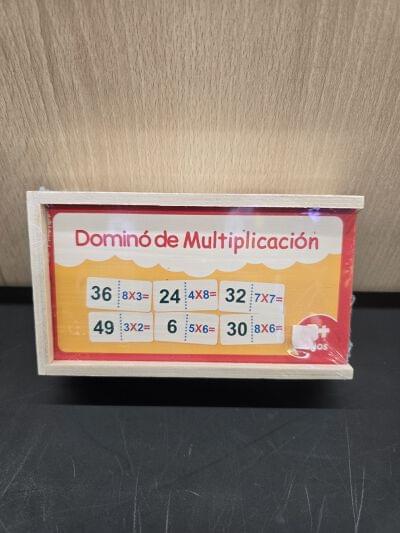 Dominó de Multiplicación
36 8X3= 24 4X8= 32 7X7=
49 3X2= 6 5X6= 30 8X6=